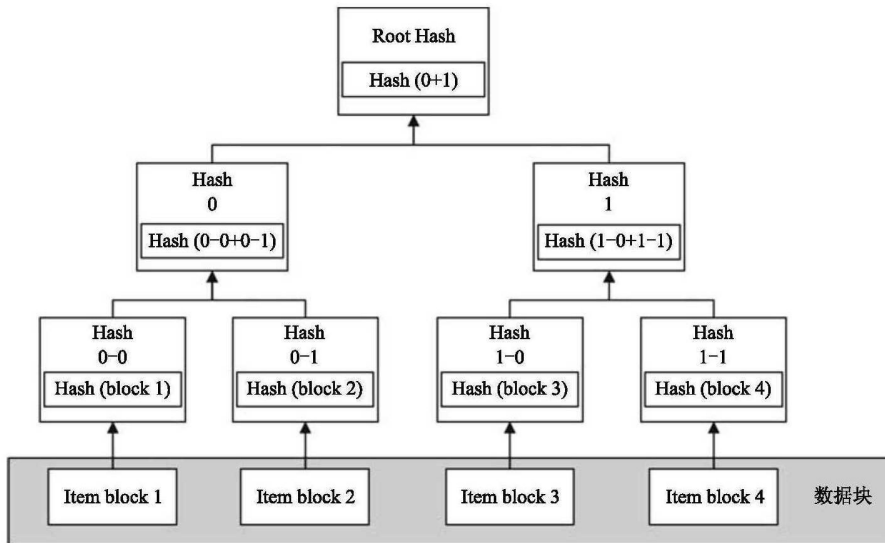 Root Hash
Hash (0+1)
Hash
0
Hash (0-0+0-1)
Hash
1
Hash (1-0+1-1)
Hash
0-0
Hash (block 1)
Hash
0-1
Hash (block 2)
Hash
1-0
Hash (block 3)
Hash
1-1
Hash (block 4)
Item block 1
Item block 2
Item block 3
Item block 4
数据块